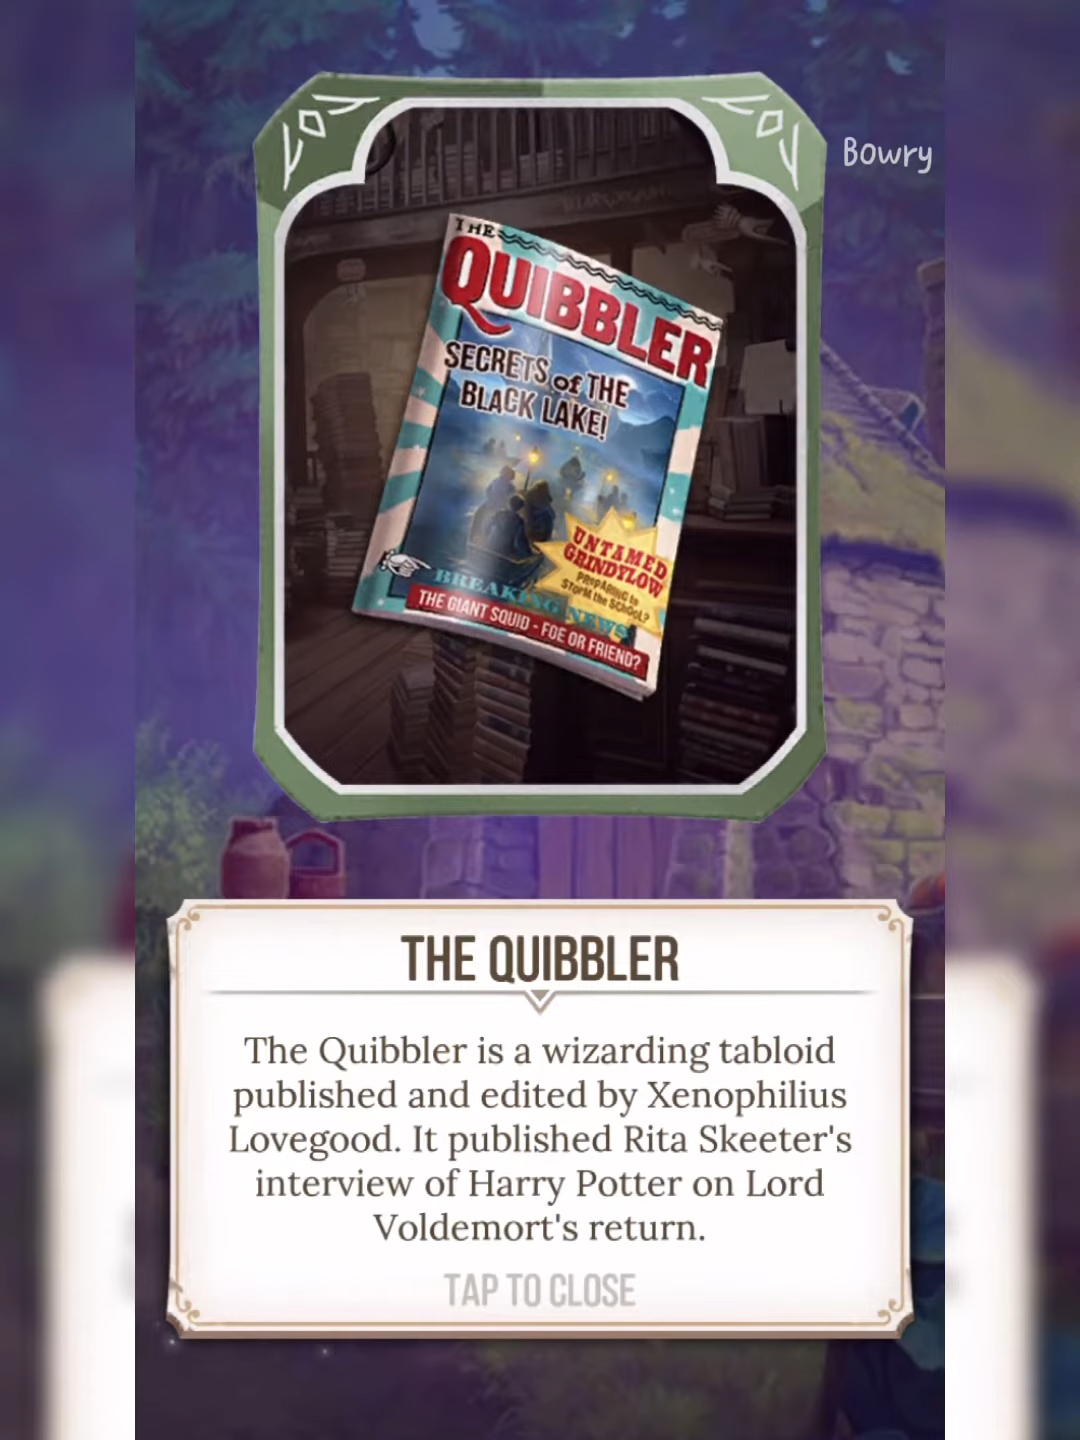 Bowry
THE
QUIBBLER
SECRETS of THE
BLACK LAKE!
UNTAMED
GRINDYLOW
PREPARING to
STORM the SCHOOL?
BREAKING NEWS
THE GIANT SQUID - FOE OR FRIEND?
THE QUIBBLER
The Quibbler is a wizarding tabloid
published and edited by Xenophilius
Lovegood. It published Rita Skeeter's
interview of Harry Potter on Lord
Voldemort's return.
TAP TO CLOSE